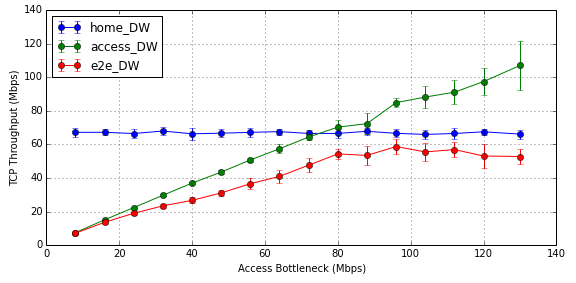 140
120
100
80
60
40
20
0
TCP Throughput (Mbps)
home_DW
access_DW
e2e_DW
0 20 40 60 80 100 120 140
Access Bottleneck (Mbps)